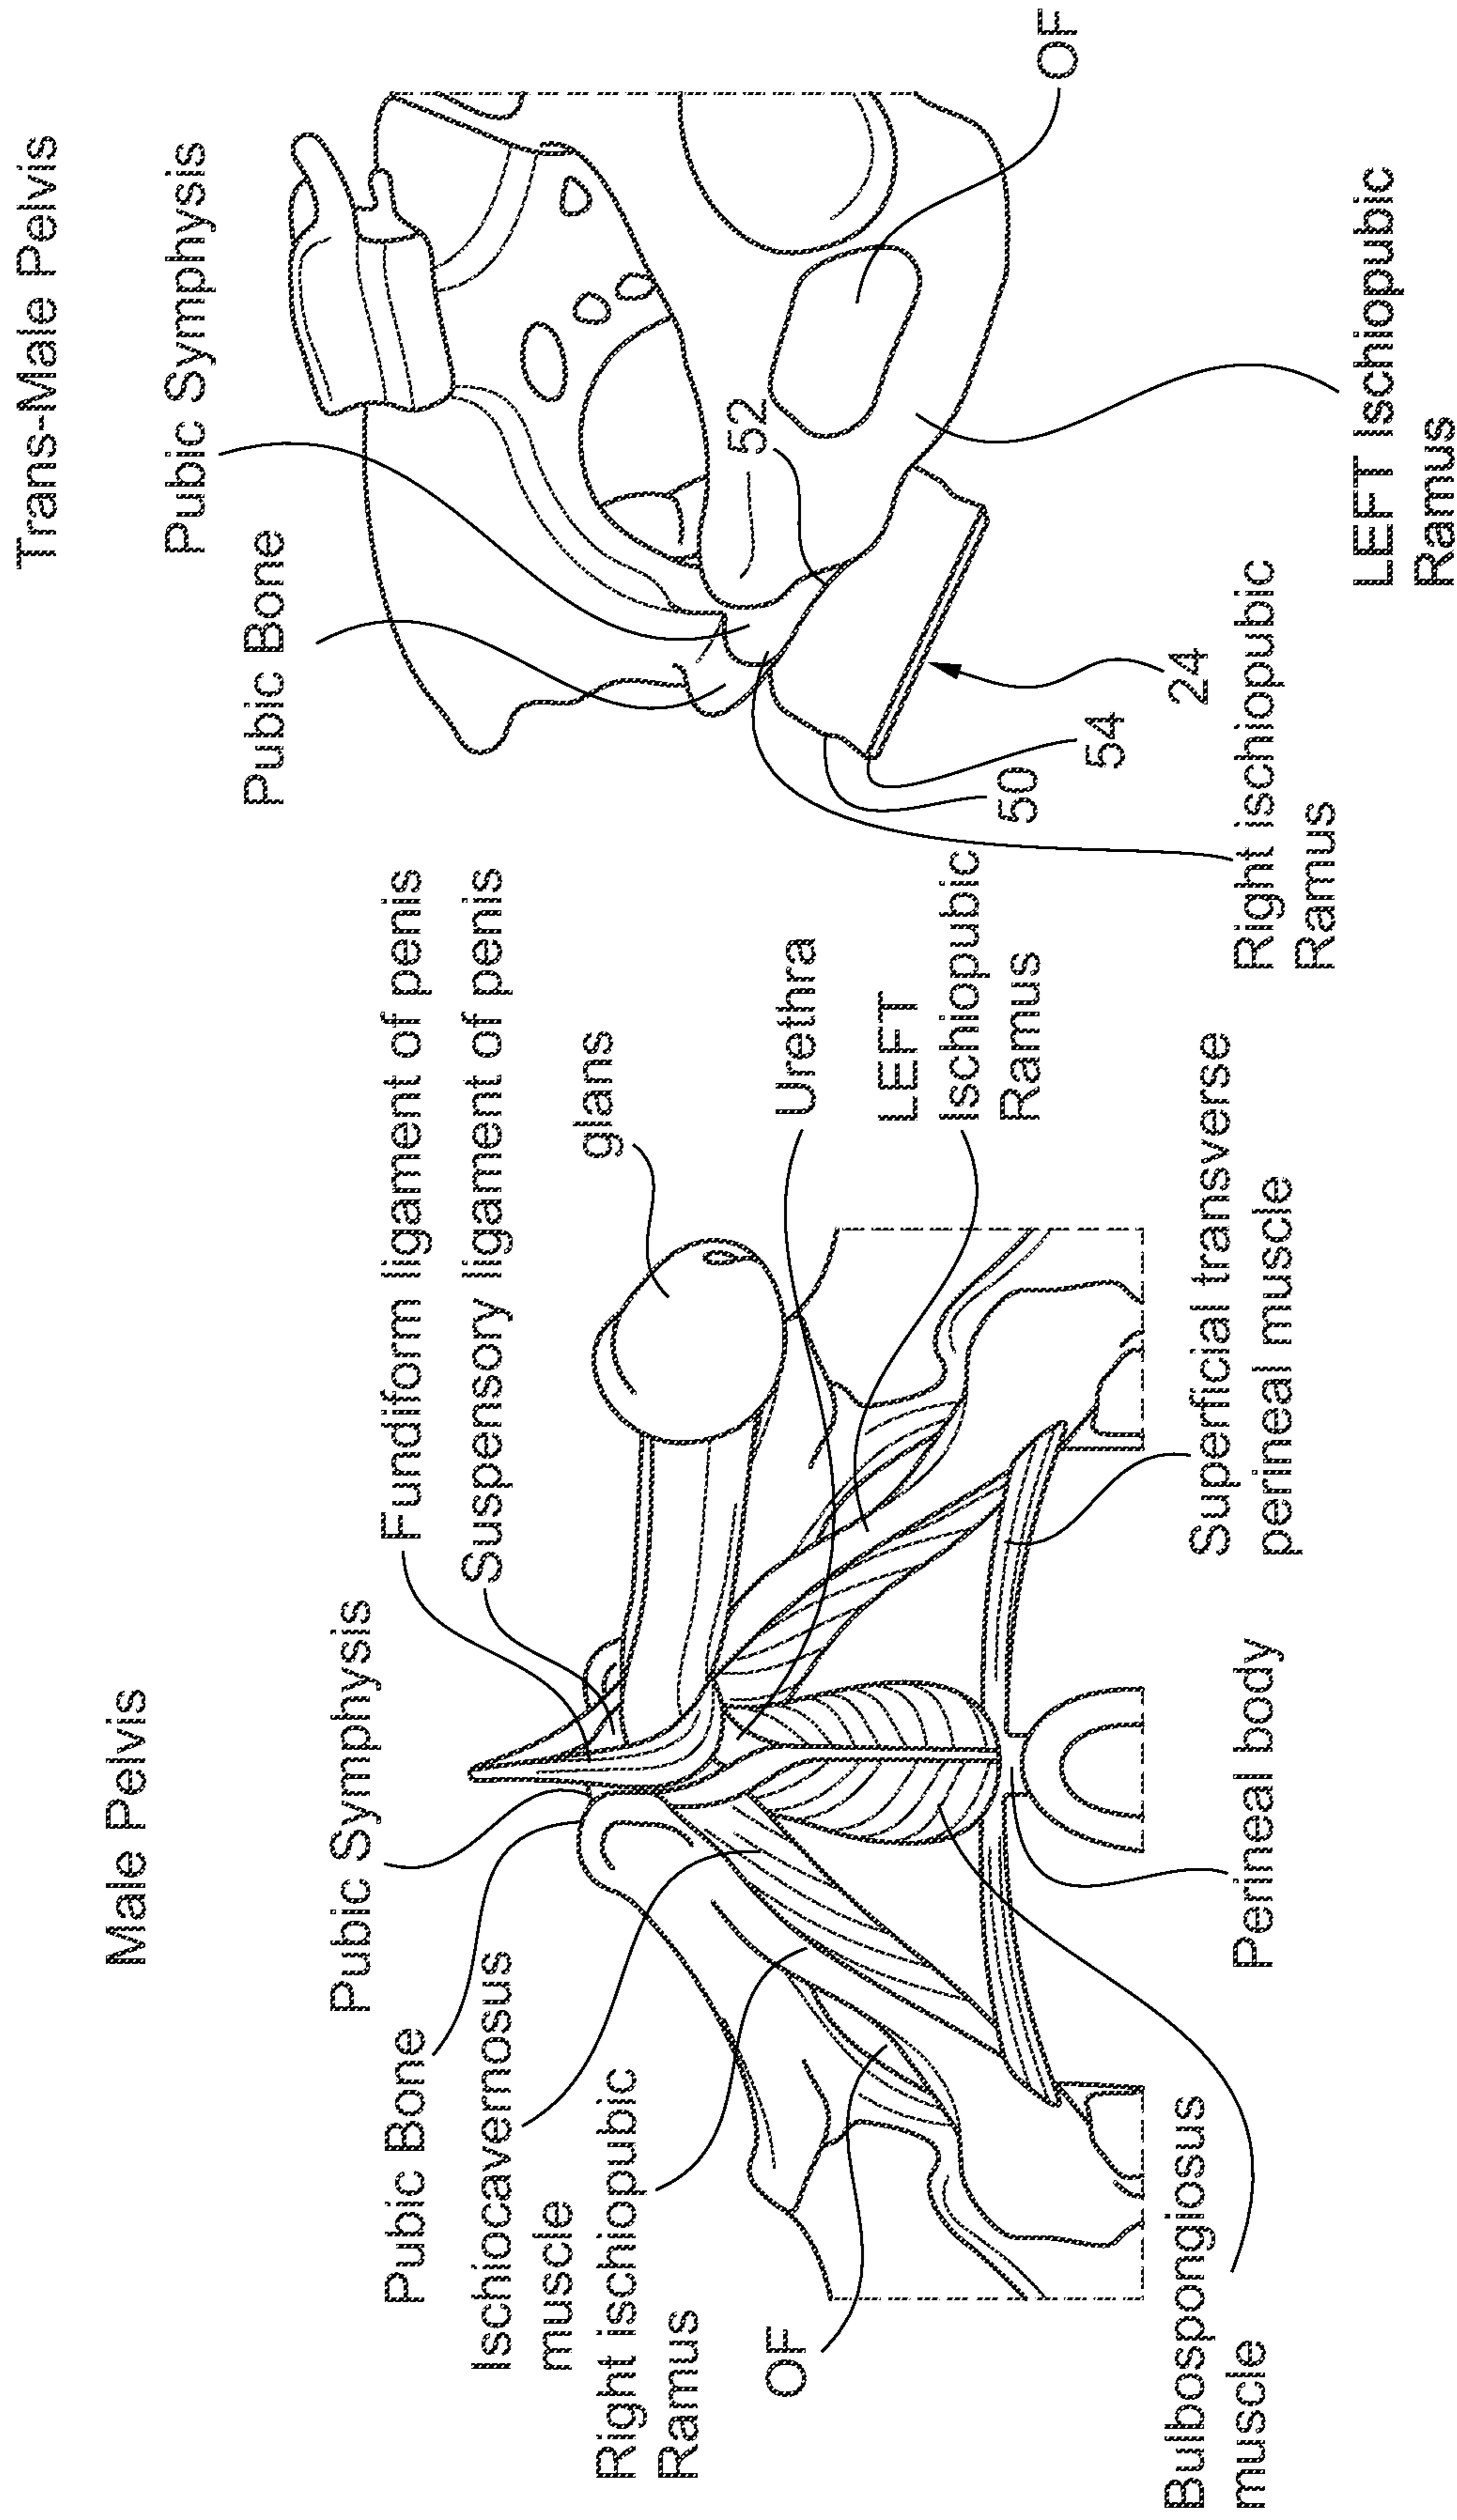 Male Pelvis
Pubic Symphysis
Fundiform ligament of penis
Pubic Bone
Suspensory ligament of penis
Ischiocavernosus
muscle
glans
Right ischiopubic
Ramus
OF
Urethra
LEFT
Ischiopubic
Ramus
Bulbospongiosus
muscle
Perineal body
Superficial transverse
perineal muscle
Trans-Male Pelvis
Pubic Symphysis
Pubic Bone
52
OF
50
54
24
Right ischiopubic
Ramus
LEFT Ischiopubic
Ramus